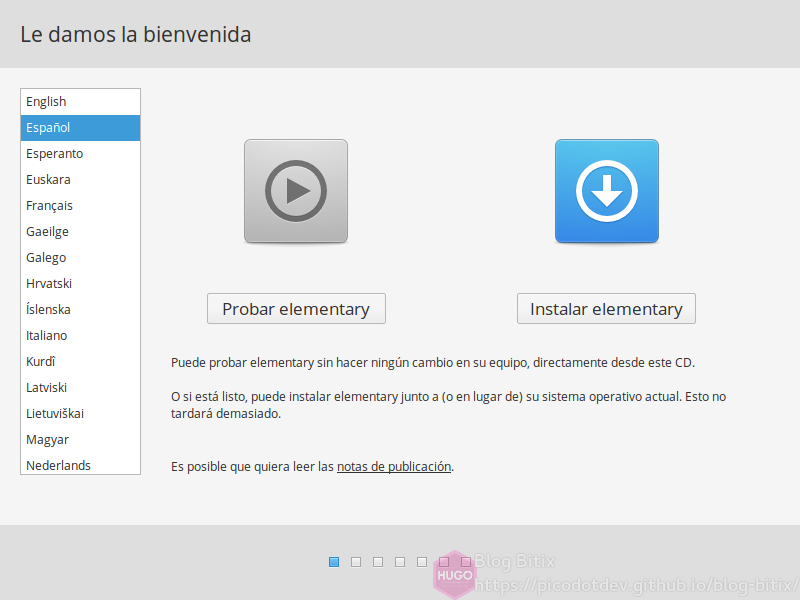 Le damos la bienvenida
English
Español
Esperanto
Euskara
Français
Gaeilge
Galego
Hrvatski
Íslenska
Italiano
Kurdî
Latviski
Lietuviškai
Magyar
Nederlands
Probar elementary
Instalar elementary
Puede probar elementary sin hacer ningún cambio en su equipo, directamente desde este CD.
O si está listo, puede instalar elementary junto a (o en lugar de) su sistema operativo actual. Esto no
tardará demasiado.
Es posible que quiera leer las notas de publicación.
HUGO
Blog Bitix
https://picodotdev.github.io/blog-bitix/